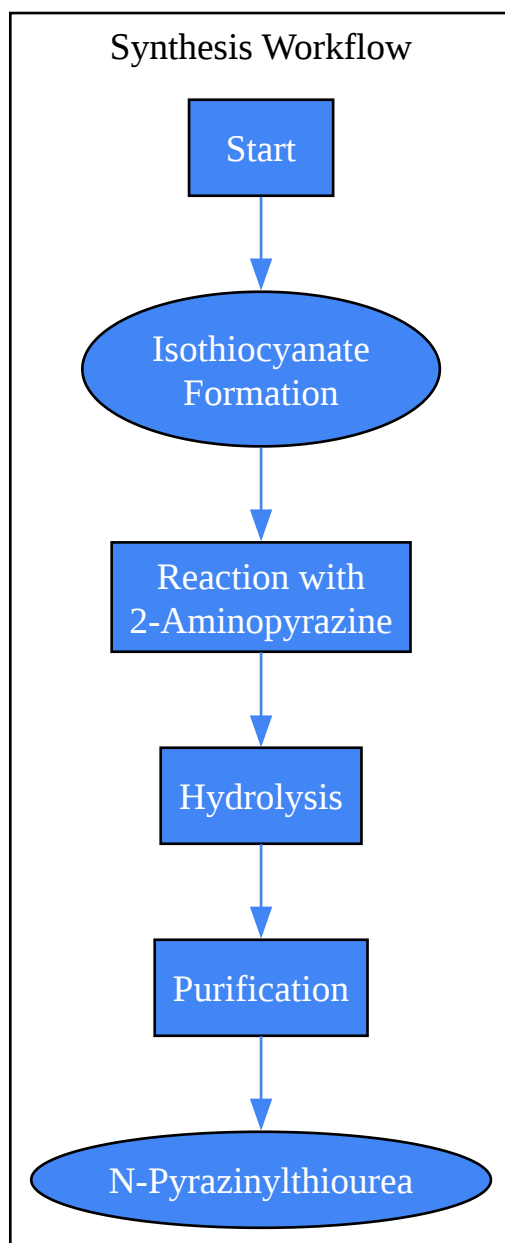 Synthesis Workflow
Start
Isothiocyanate
Formation
Reaction with
2-Aminopyrazine
Hydrolysis
Purification
N-Pyrazinylthiourea